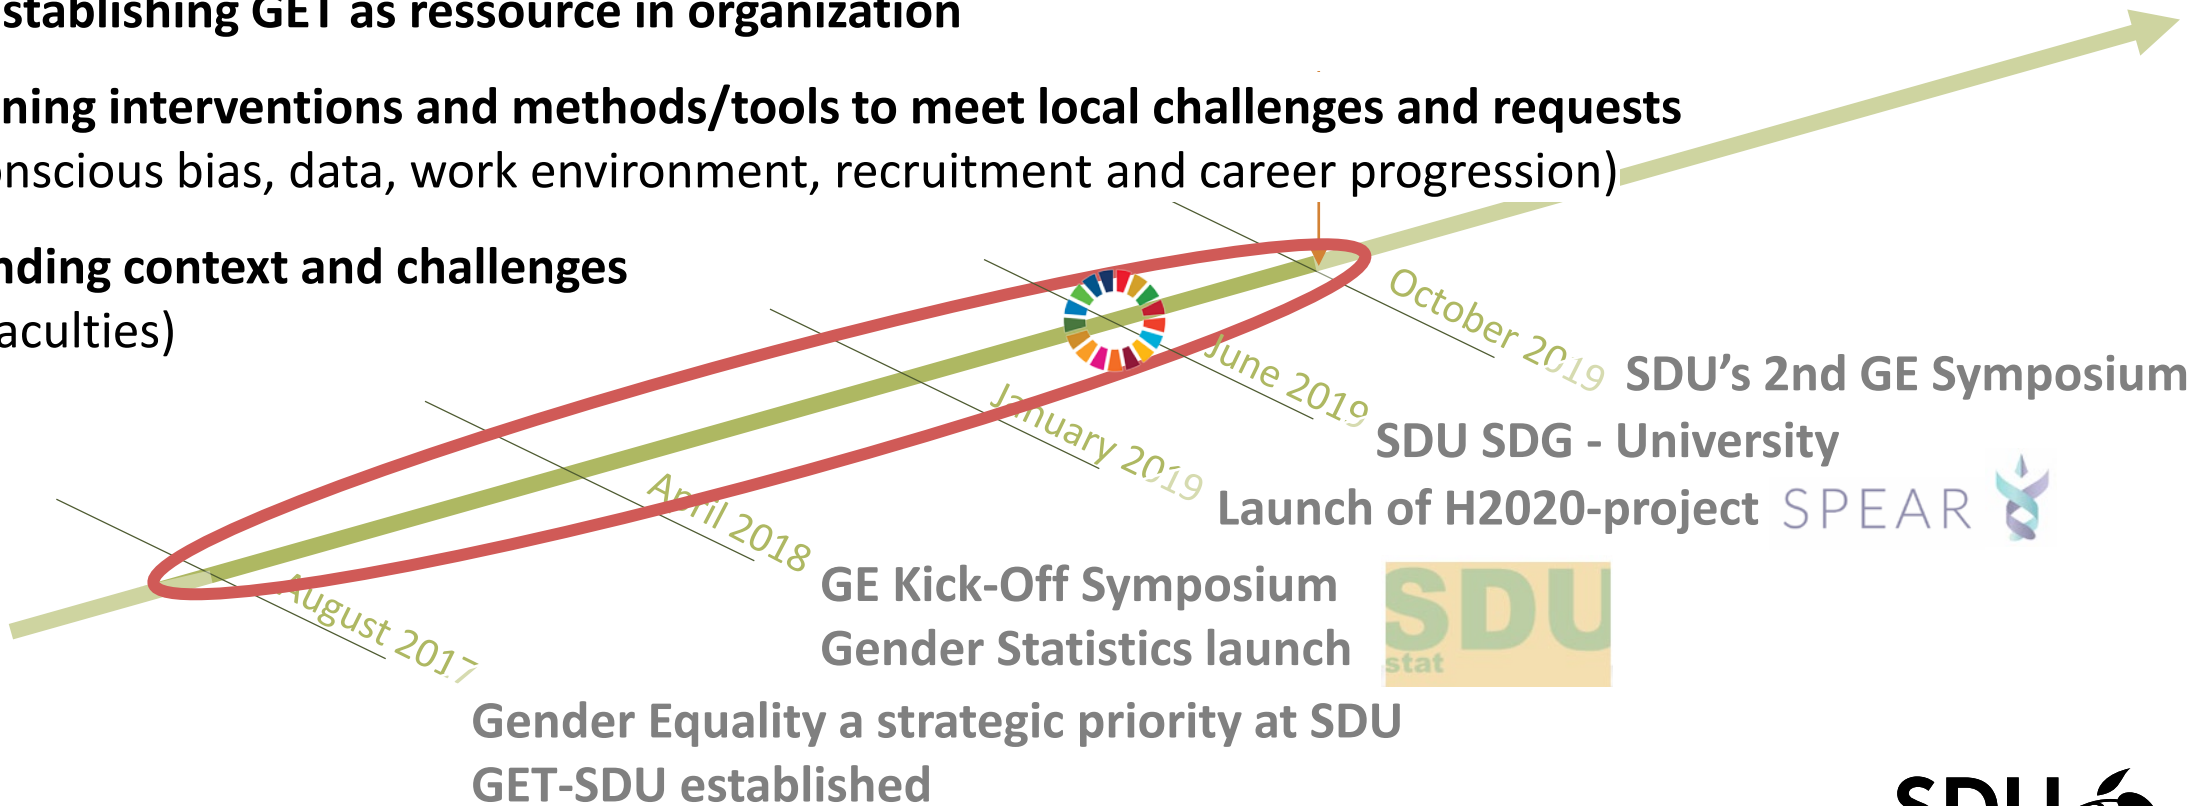 stablishing GET as ressource in organization
ning interventions and methods/tools to meet local challenges and requests
onscious bias, data, work environment, recruitment and career progression)
nding context and challenges
aculties)
October 2019
SDU’s 2nd GE Symposium
June 2019
SDU SDG - University
January 2019
Launch of H2020-project SPEAR
April 2018
GE Kick-Off Symposium
Gender Statistics launch
SDU
stat
August 2017
Gender Equality a strategic priority at SDU
GET-SDU established
SDU